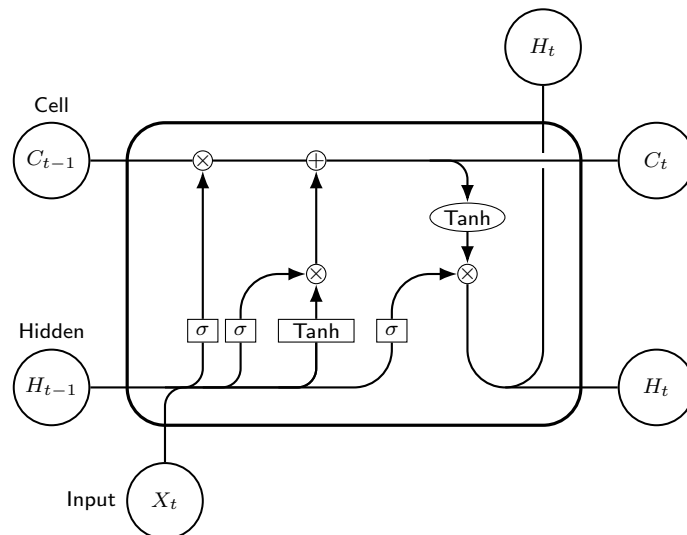 H_t
Cell
C_{t-1}
×
+
C_t
Tanh
×
×
Hidden
σ
σ
Tanh
σ
H_{t-1}
H_t
Input
X_t